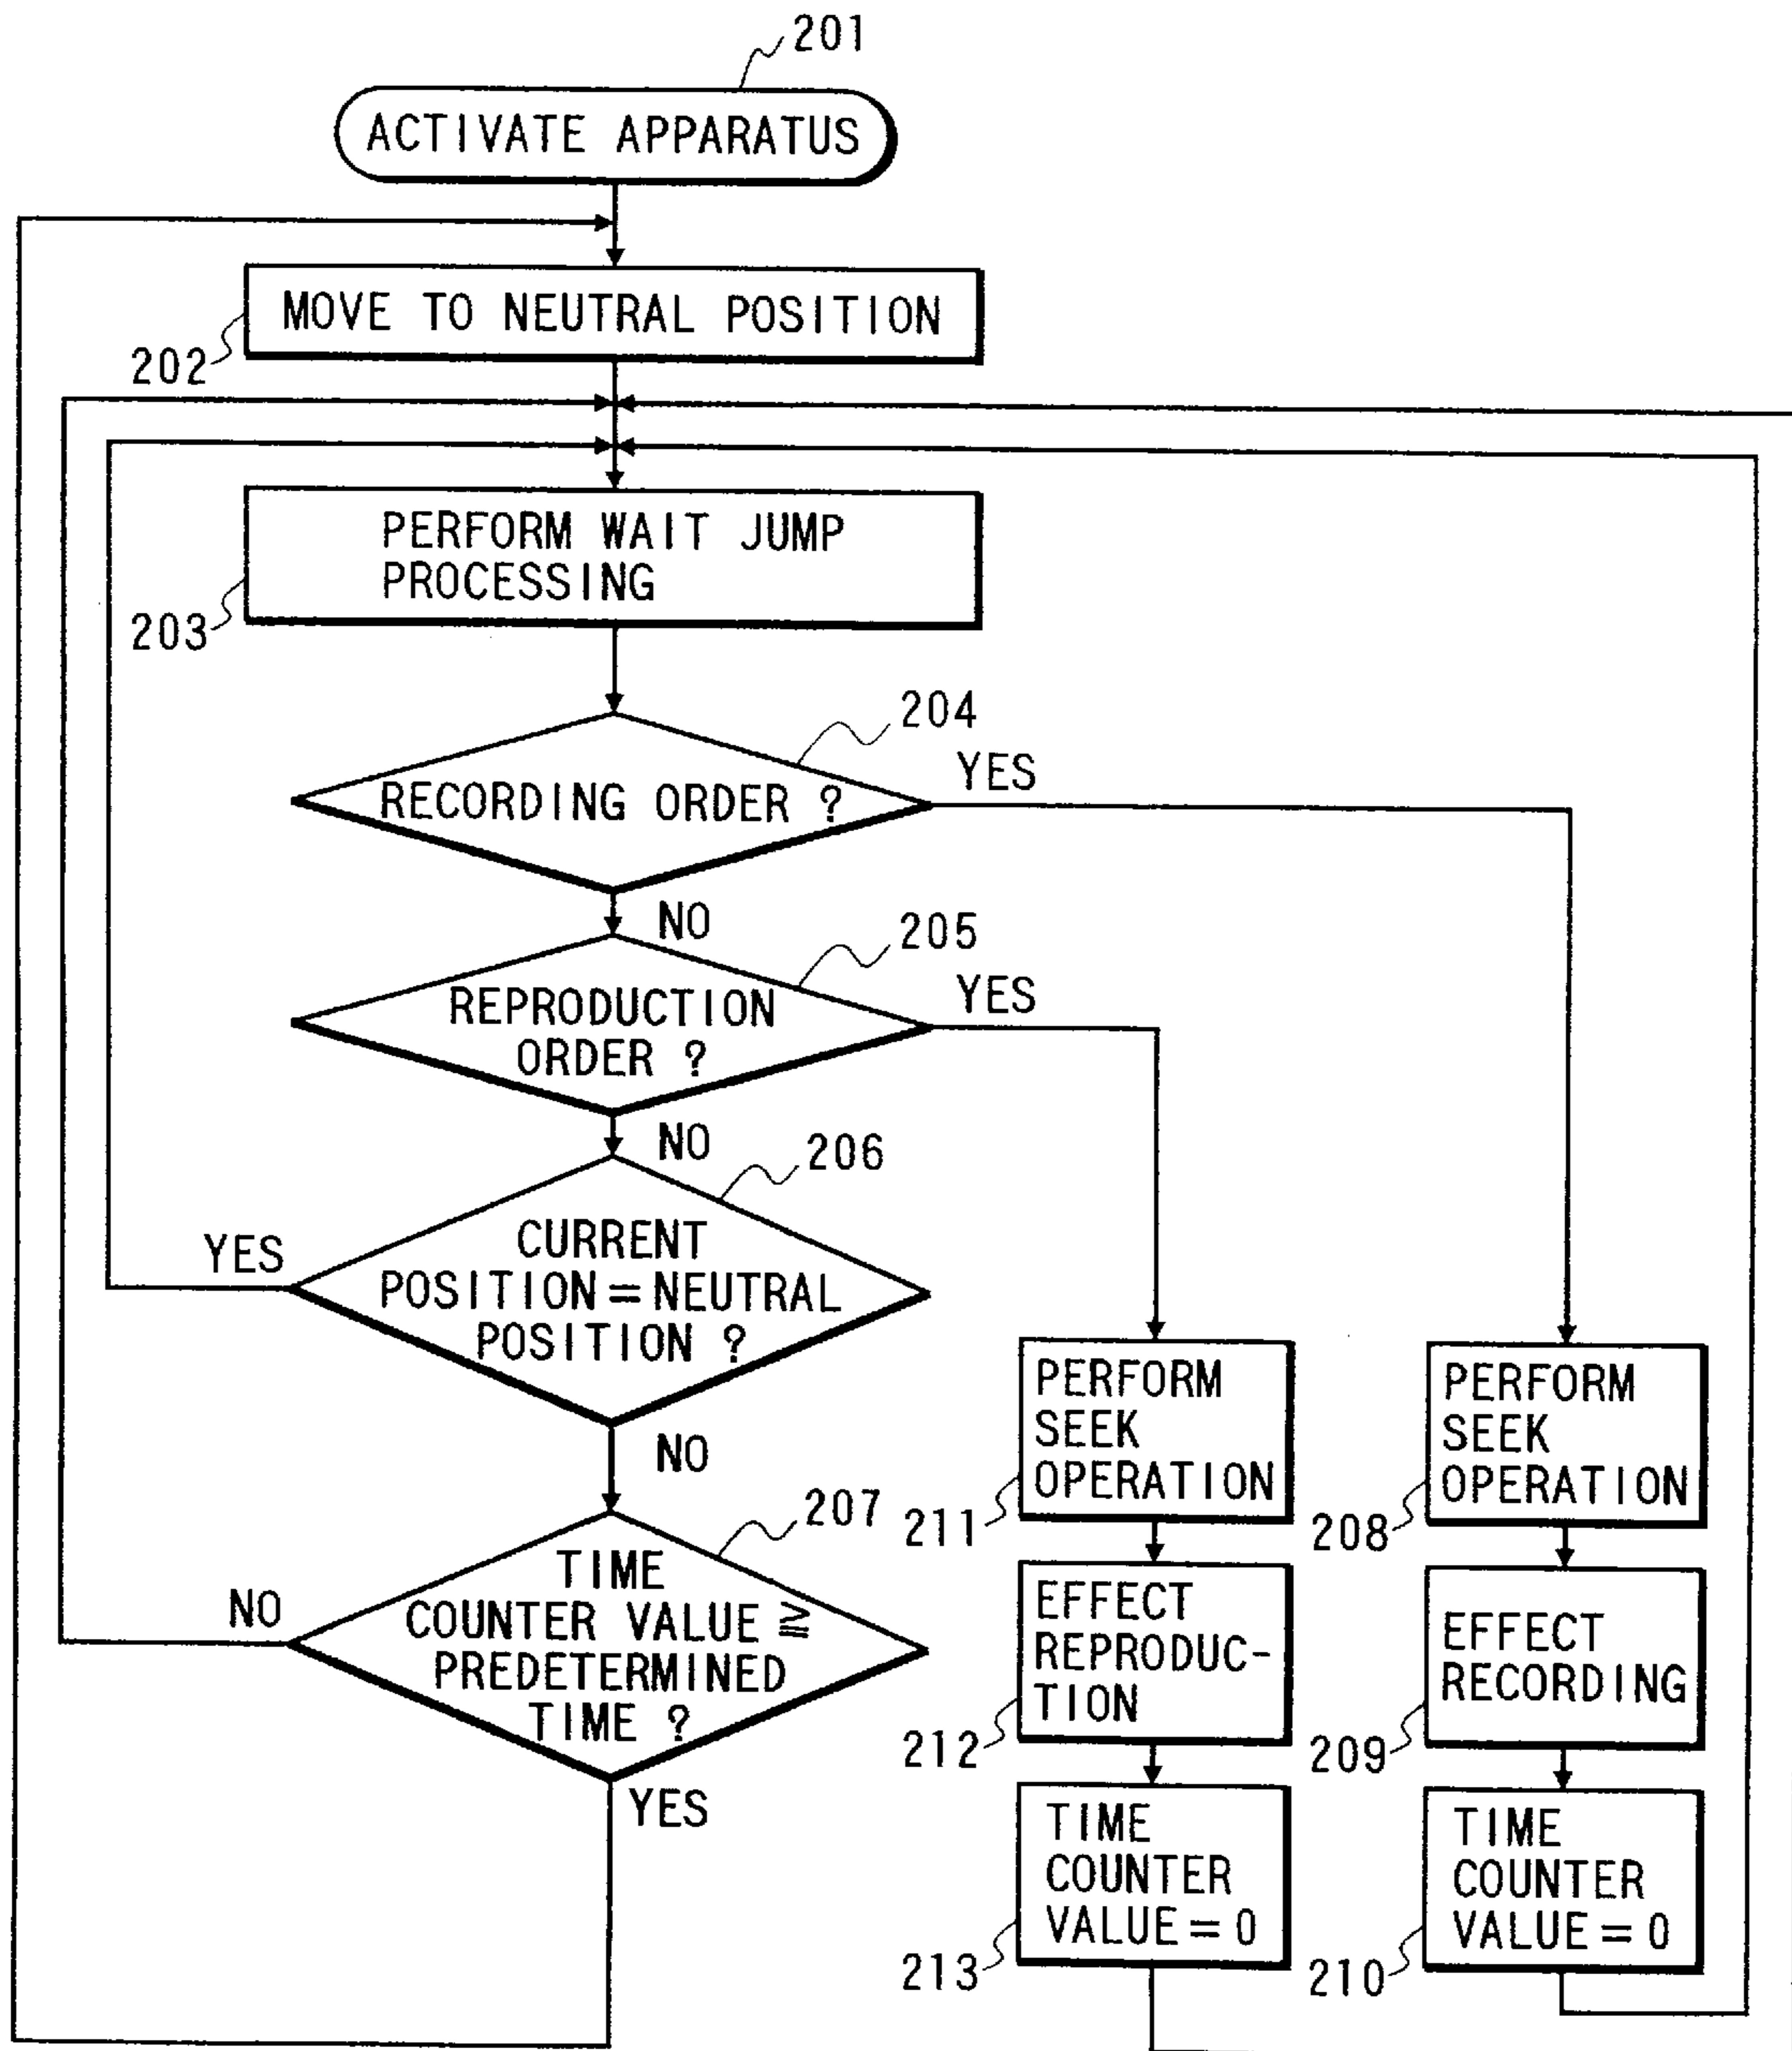 201
ACTIVATE APPARATUS
MOVE TO NEUTRAL POSITION
202
PERFORM WAIT JUMP
PROCESSING
203
204
YES
RECORDING ORDER ?
NO
205
YES
REPRODUCTION
ORDER ?
NO
206
YES
CURRENT
POSITION = NEUTRAL
POSITION ?
NO
207
NO
TIME
COUNTER VALUE ≧
PREDETERMINED
TIME ?
YES
PERFORM
SEEK
OPERATION
211
EFFECT
REPRODUC-
TION
212
TIME
COUNTER
VALUE = 0
213
PERFORM
SEEK
OPERATION
208
EFFECT
RECORDING
209
TIME
COUNTER
VALUE = 0
210